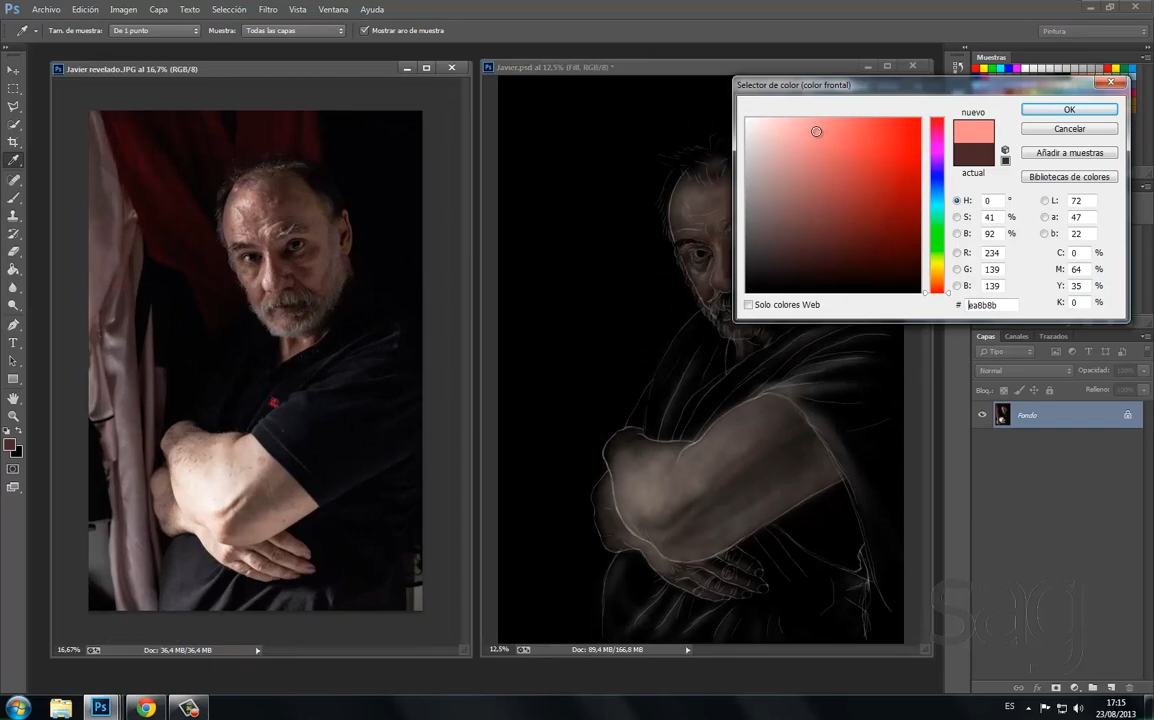 Ps Archivo Edición Imagen Capa Texto Selección Filtro Vista Ventana Ayuda
Tam. de muestra: De 1 punto Muestra: Todas las capas Mostrar aro de muestra Pintura
Javier revelado.JPG al 16,7% (RGB/8)
Javier.psd al 12,5% (Fill, RGB/8) *
Muestras
Selector de color (color frontal)
nuevo
actual
OK
Cancelar
Añadir a muestras
Bibliotecas de colores
H: 0 ° L: 72
S: 41 % a: 47
B: 92 % b: 22
R: 234 C: 0 %
G: 139 M: 64 %
B: 139 Y: 35 %
# ea8b8b K: 0 %
Solo colores Web
Capas Canales Trazados
Tipo
Normal Opacidad: 100%
Bloq.: Relleno: 100%
Fondo
sag
16,67% Doc: 36,4 MB/36,4 MB
12,5% Doc: 89,4 MB/166,8 MB
Ps
ES
17:15
23/08/2013